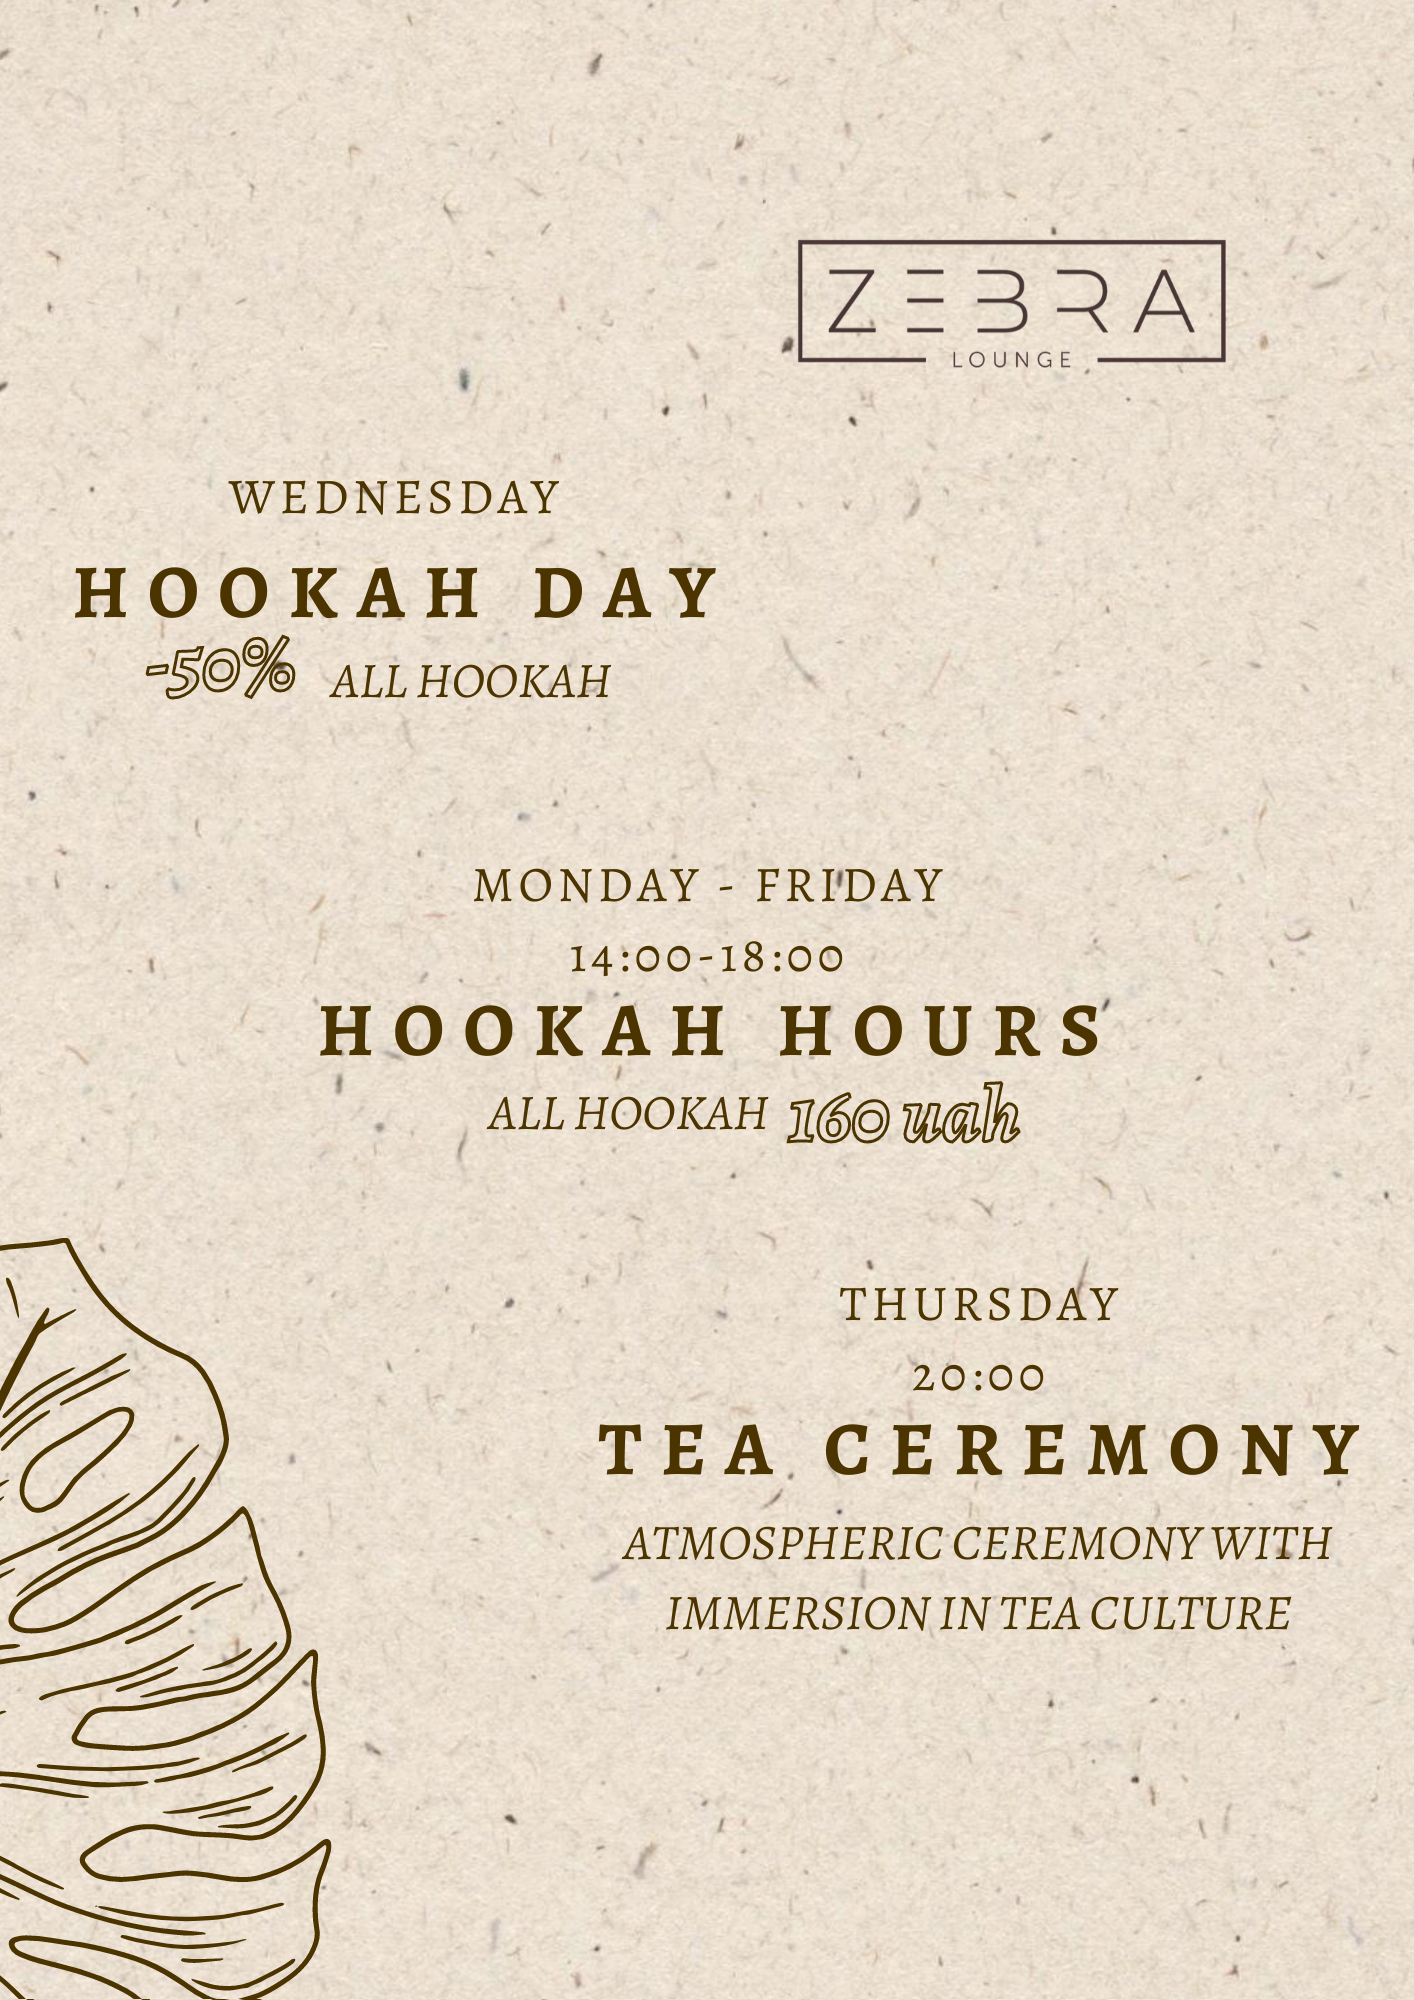 ZEBRA
LOUNGE
WEDNESDAY
HOOKAH DAY
-50% ALL HOOKAH
MONDAY - FRIDAY
14:00-18:00
HOOKAH HOURS
ALL HOOKAH 160 uah
THURSDAY
20:00
TEA CEREMONY
ATMOSPHERIC CEREMONY WITH
IMMERSION IN TEA CULTURE